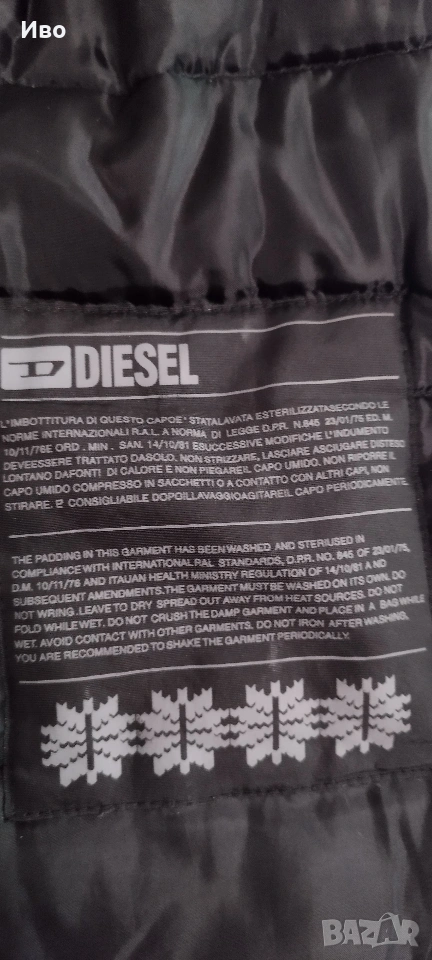 Иво
DIESEL
L'IMBOTTITURA DI QUESTO CAPOE' STATALAVATA ESTERILIZZATASECONDO LE
NORME INTERNAZIONALI R.A.L. A NORMA DI LEGGE D.P.R. N.845 23/01/75 ED. M.
10/11/76E ORD . MIN . SAN. 14/10/81 ESUCCESSIVE MODIFICHE L'INDUMENTO
DEVEESSERE TRATTATO DASOLO. NON STRIZZARE, LASCIARE ASCIUGARE DISTESO
LONTANO DAFONTI DI CALORE E NON PIEGAREIL CAPO UMIDO. NON RIPORRE IL
CAPO UMIDO COMPRESSO IN SACCHETTI O A CONTATTO CON ALTRI CAPI, NON
STIRARE. E' CONSIGLIABILE DOPOILLAVAGGIOAGITAREIL CAPO PERIODICAMENTE.
THE PADDING IN THIS GARMENT HAS BEEN WASHED AND STERIUSED IN
COMPLIANCE WITH INTERNATIONAL RAL STANDARDS, D.P.R. NO. 845 OF 23/01/75,
D.M. 10/11/76 AND ITAUAN HEALTH MINISTRY REGULATION OF 14/10/81 A ND
SUBSEQUENT AMENDMENTS.THE GARMENT MUST BE WASHED ON ITS OWN. DO
NOT WRING .LEAVE TO DRY SPREAD OUT AWAY FROM HEAT SOURCES. DO NOT
FOLD WHILE WET. DO NOT CRUSH THE DAMP GARMENT AND PLACE IN A BAG WHILE
WET. AVOID CONTACT WITH OTHER GARMENTS. DO NOT IRON AFTER WASHING.
YOU ARE RECOMMENDED TO SHAKE THE GARMENT PERIODICALLY.
BAZAR